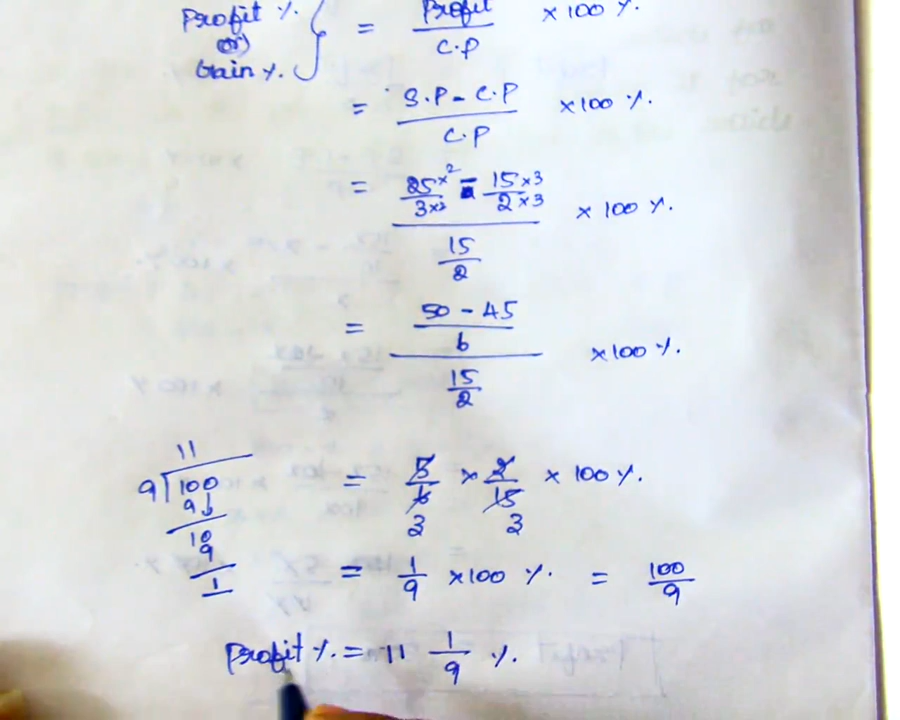 Profit %. } = Profit / C.P × 100 %.
(or)
Gain %.
= S.P - C.P / C.P × 100 %.
= 25×2 / 3×2 - 15×3 / 2×3 / 15 / 2 × 100 %.
= 50 - 45 / 6 / 15 / 2 × 100 %.
11
9 ) 100 = 5 / 6 × 2 / 15 × 100 %.
9↓ 3 3
10
9
1 = 1 / 9 × 100 %. = 100 / 9
Profit %. = 11 1 / 9 %.